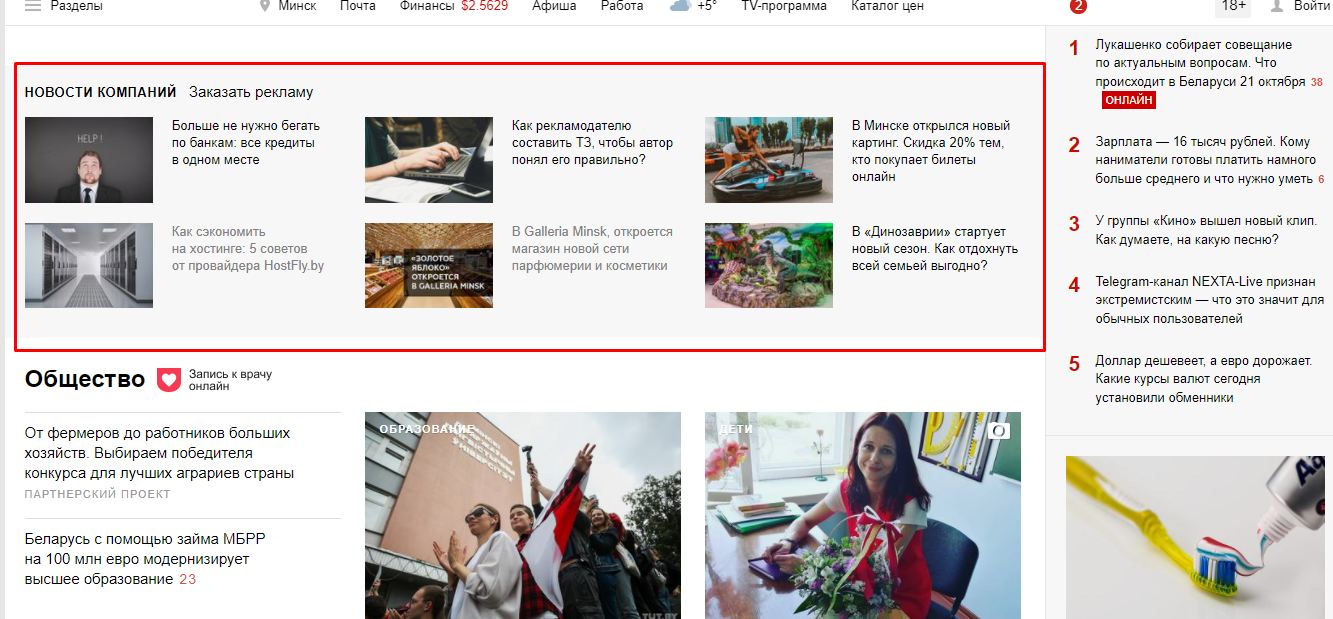 Разделы
Минск
Почта
Финансы $2.5629
Афиша
Работа
+5°
TV-программа
Каталог цен
2
18+
Войти
НОВОСТИ КОМПАНИЙ Заказать рекламу
HELP!
Больше не нужно бегать
по банкам: все кредиты
в одном месте
Как рекламодателю
составить ТЗ, чтобы автор
понял его правильно?
В Минске открылся новый
картинг. Скидка 20% тем,
кто покупает билеты
онлайн
Как сэкономить
на хостинге: 5 советов
от провайдера HostFly.by
«ЗОЛОТОЕ
ЯБЛОКО»
ОТКРОЕТСЯ
В GALLERIA MINSK
В Galleria Minsk, откроется
магазин новой сети
парфюмерии и косметики
В «Динозаврии» стартует
новый сезон. Как отдохнуть
всей семьей выгодно?
Общество
Запись к врачу
онлайн
От фермеров до работников больших
хозяйств. Выбираем победителя
конкурса для лучших аграриев страны
ПАРТНЕРСКИЙ ПРОЕКТ
Беларусь с помощью займа МБРР
на 100 млн евро модернизирует
высшее образование 23
ОБРАЗОВАНИЕ
TUT.BY
ДЕТИ
1 Лукашенко собирает совещание
по актуальным вопросам. Что
происходит в Беларуси 21 октября 38
ОНЛАЙН
2 Зарплата — 16 тысяч рублей. Кому
наниматели готовы платить намного
больше среднего и что нужно уметь 6
3 У группы «Кино» вышел новый клип.
Как думаете, на какую песню?
4 Telegram-канал NEXTA-Live признан
экстремистским — что это значит для
обычных пользователей
5 Доллар дешевеет, а евро дорожает.
Какие курсы валют сегодня
установили обменники